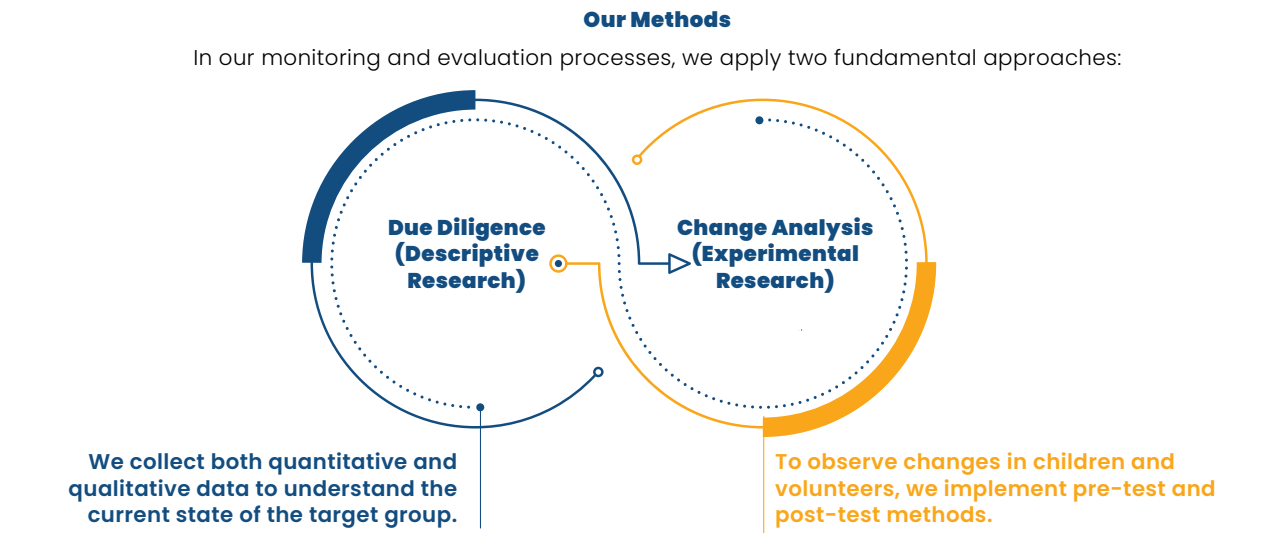 Our Methods
In our monitoring and evaluation processes, we apply two fundamental approaches:
Due Diligence
(Descriptive
Research)
Change Analysis
(Experimental
Research)
We collect both quantitative and
qualitative data to understand the
current state of the target group.
To observe changes in children and
volunteers, we implement pre-test and
post-test methods.